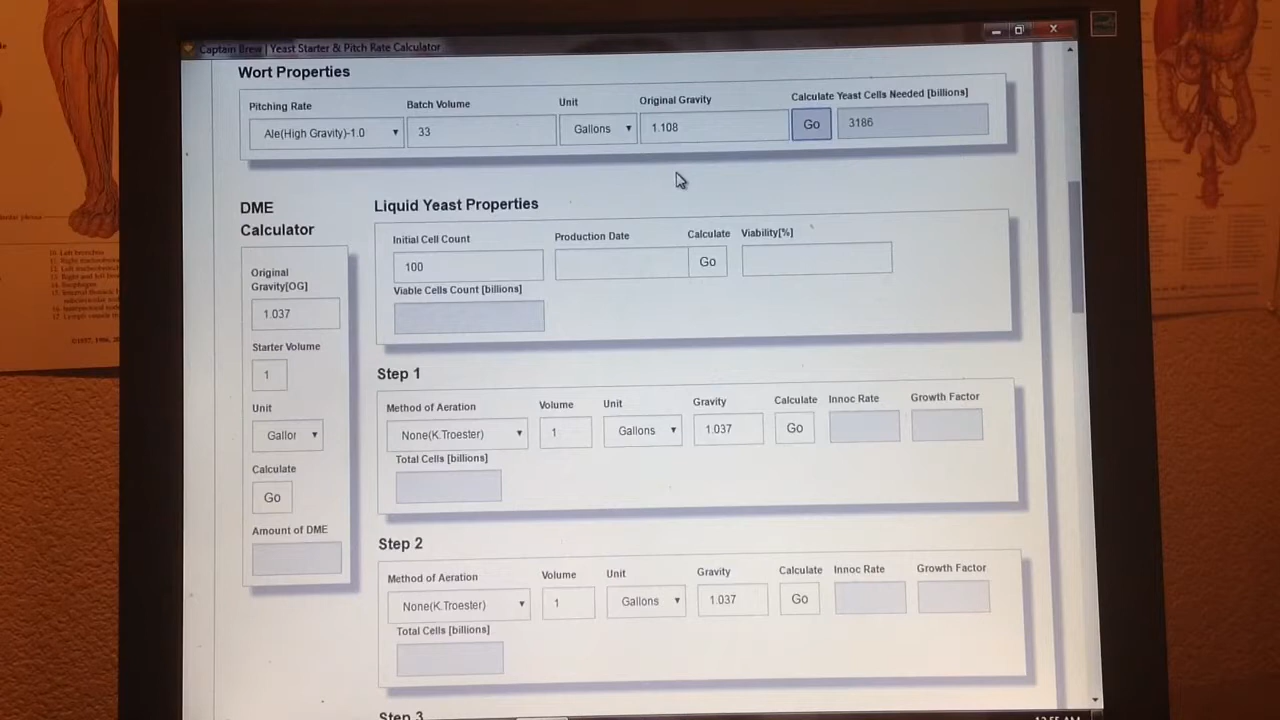 Captain Brew | Yeast Starter & Pitch Rate Calculator
Wort Properties
Pitching Rate Batch Volume Unit Original Gravity Calculate Yeast Cells Needed [billions]
Ale(High Gravity)-1.0 33 Gallons 1.108 Go 3186
DME
Calculator
Original
Gravity[OG]
1.037
Starter Volume
1
Unit
Gallor
Calculate
Go
Amount of DME
Liquid Yeast Properties
Initial Cell Count Production Date Calculate Viability[%]
100 Go
Viable Cells Count [billions]
Step 1
Method of Aeration Volume Unit Gravity Calculate Innoc Rate Growth Factor
None(K.Troester) 1 Gallons 1.037 Go
Total Cells [billions]
Step 2
Method of Aeration Volume Unit Gravity Calculate Innoc Rate Growth Factor
None(K.Troester) 1 Gallons 1.037 Go
Total Cells [billions]
Step 3